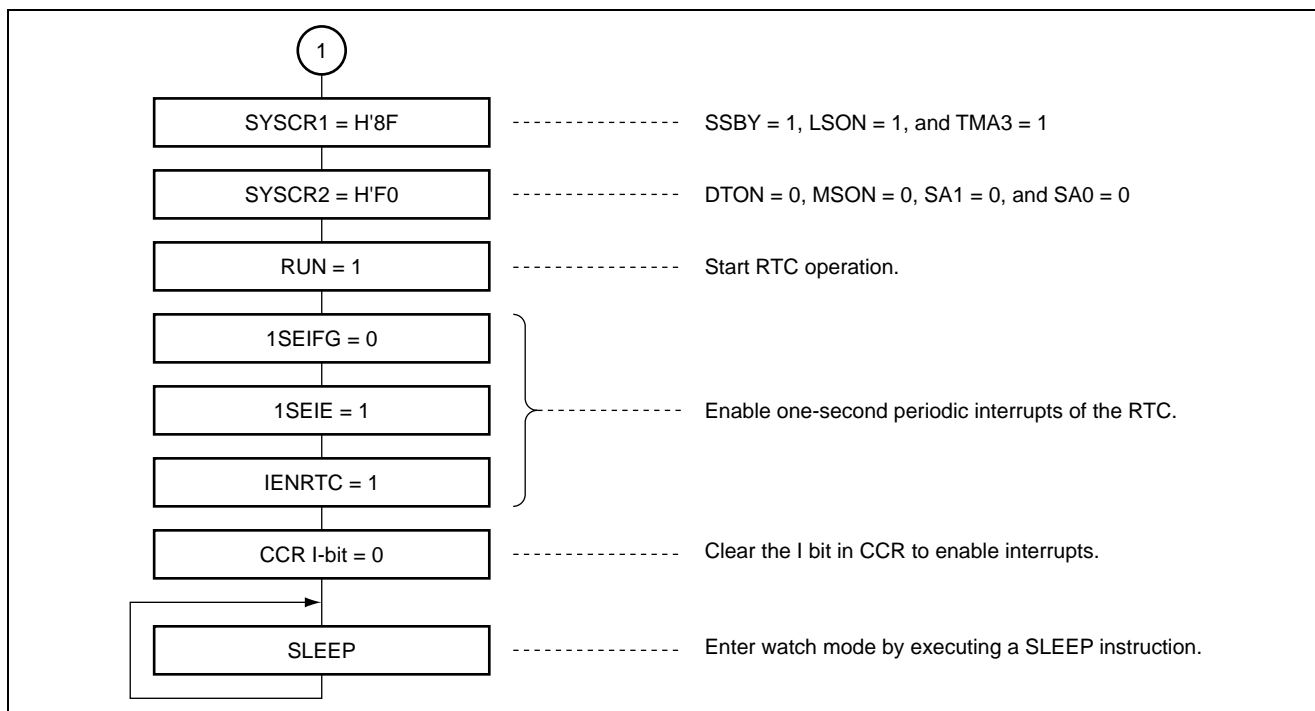 1
SYSCR1 = H'8F
SSBY = 1, LSON = 1, and TMA3 = 1
SYSCR2 = H'F0
DTON = 0, MSON = 0, SA1 = 0, and SA0 = 0
RUN = 1
Start RTC operation.
1SEIFG = 0
1SEIE = 1
Enable one-second periodic interrupts of the RTC.
IENRTC = 1
CCR I-bit = 0
Clear the I bit in CCR to enable interrupts.
SLEEP
Enter watch mode by executing a SLEEP instruction.